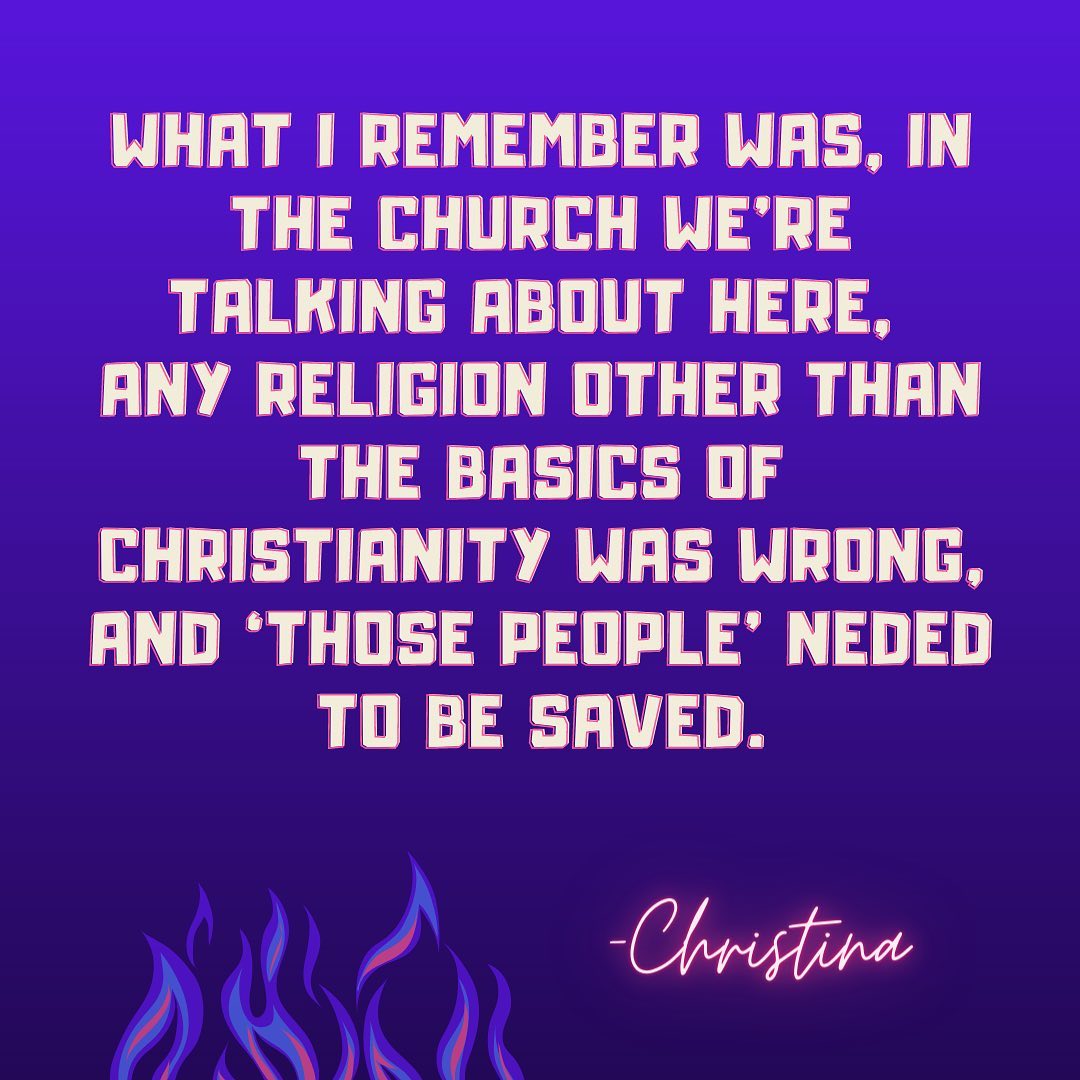 WHAT I REMEMBER WAS, IN
THE CHURCH WE’RE
TALKING ABOUT HERE,
ANY RELIGION OTHER THAN
THE BASICS OF
CHRISTIANITY WAS WRONG,
AND ‘THOSE PEOPLE’ NEDED
TO BE SAVED.
-Christina